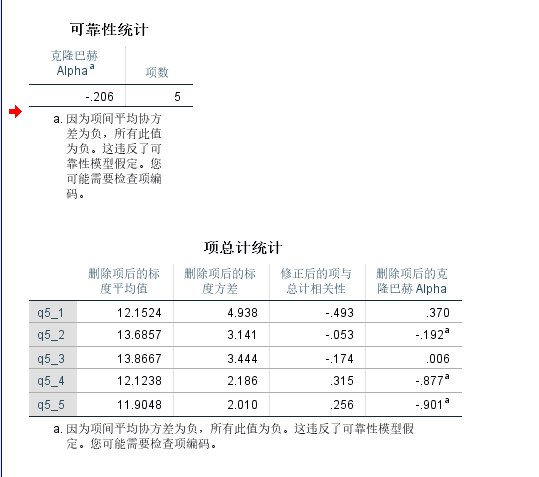 可靠性统计
克隆巴赫
Alpha a 项数
-.206 5
a. 因为项间平均协方
差为负，所有此值
为负。这违反了可
靠性模型假定。您
可能需要检查项编
码。
项总计统计
删除项后的标 删除项后的标 修正后的项与 删除项后的克
度平均值 度方差 总计相关性 隆巴赫 Alpha
q5_1 12.1524 4.938 -.493 .370
q5_2 13.6857 3.141 -.053 -.192a
q5_3 13.8667 3.444 -.174 .006
q5_4 12.1238 2.186 .315 -.877a
q5_5 11.9048 2.010 .256 -.901a
a. 因为项间平均协方差为负，所有此值为负。这违反了可靠性模型假
定。您可能需要检查项编码。